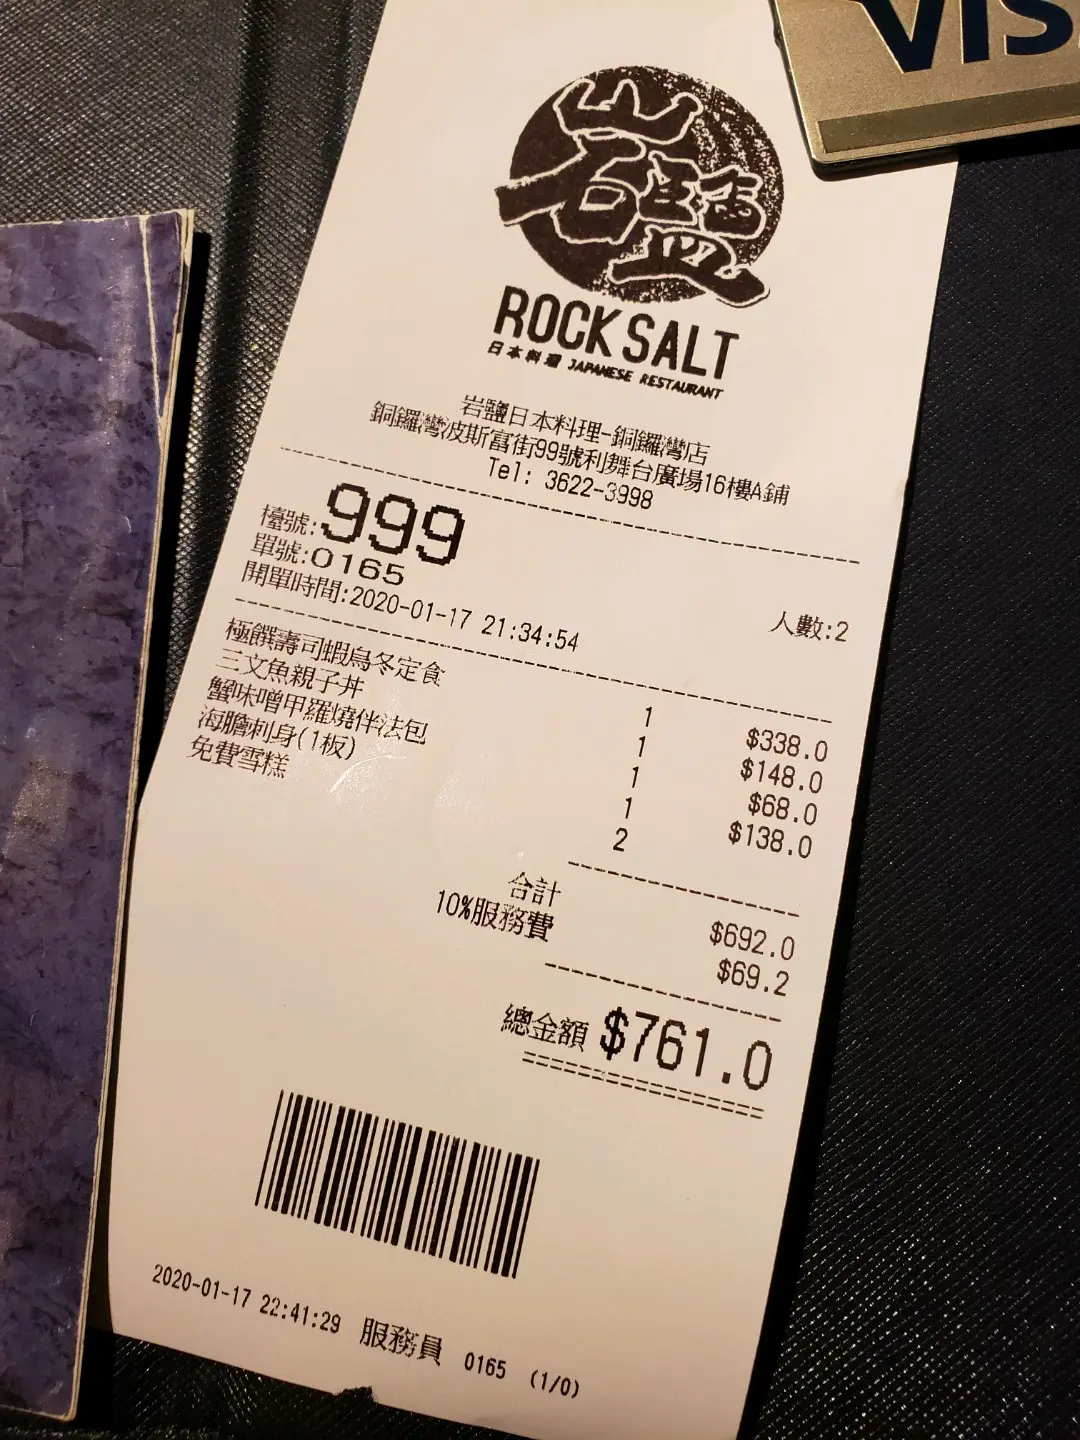 VISA
岩鹽
ROCK SALT
日本料理 JAPANESE RESTAURANT
岩鹽日本料理-銅鑼灣店
銅鑼灣波斯富街99號利舞台廣場16樓A鋪
Tel: 3622-3998
檯號:999
單號:0165
開單時間:2020-01-17 21:34:54 人數:2
極饌壽司蝦烏冬定食 1 $338.0
三文魚親子丼 1 $148.0
蟹味噌甲羅燒伴法包 1 $68.0
海膽刺身(1板) 1 $138.0
免費雪糕 2
合計 $692.0
10%服務費 $69.2
總金額 $761.0
2020-01-17 22:41:29 服務員 0165 (1/0)